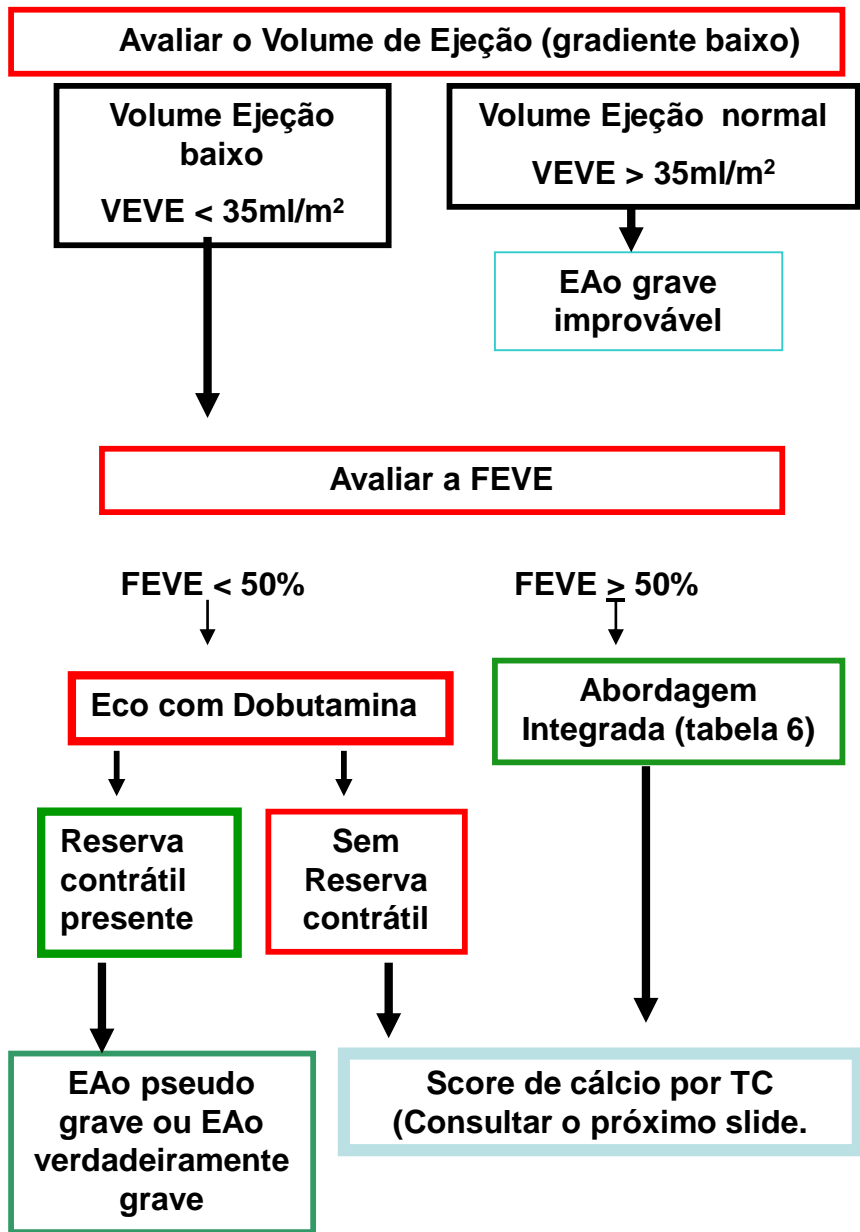 Avaliar o Volume de Ejeção (gradiente baixo)
Volume Ejeção
baixo
VEVE < 35ml/m²
Volume Ejeção normal
VEVE > 35ml/m²
EAo grave
improvável
Avaliar a FEVE
FEVE < 50%
FEVE ≥ 50%
Eco com Dobutamina
Abordagem
Integrada (tabela 6)
Reserva
contrátil
presente
Sem
Reserva
contrátil
EAo pseudo
grave ou EAo
verdadeiramente
grave
Score de cálcio por TC
(Consultar o próximo slide.